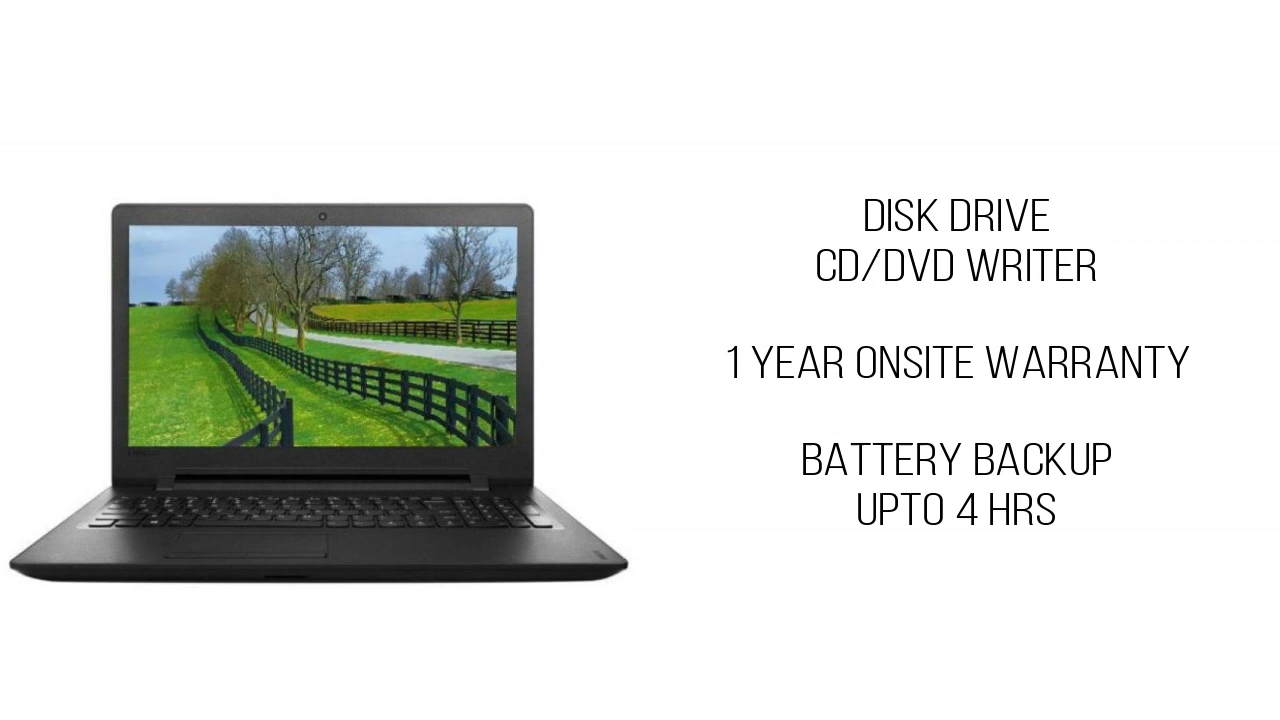 DISK DRIVE
CD/DVD WRITER
1 YEAR ONSITE WARRANTY
BATTERY BACKUP
UPTO 4 HRS